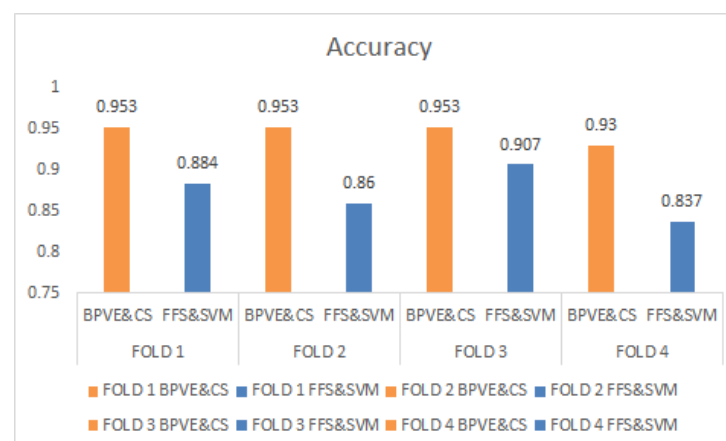 Accuracy
1
0.953 0.953 0.953
0.93
0.95
0.907
0.884
0.9
0.86
0.837
0.85
0.8
0.75
BPVE&CS FFS&SVM BPVE&CS FFS&SVM BPVE&CS FFS&SVM BPVE&CS FFS&SVM
FOLD 1 FOLD 2 FOLD 3 FOLD 4
FOLD 1 BPVE&CS FOLD 1 FFS&SVM FOLD 2 BPVE&CS FOLD 2 FFS&SVM
FOLD 3 BPVE&CS FOLD 3 FFS&SVM FOLD 4 BPVE&CS FOLD 4 FFS&SVM